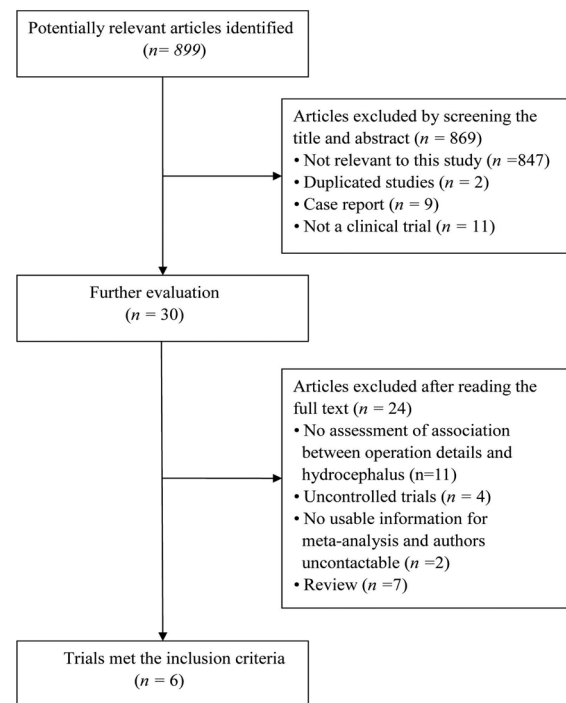 Potentially relevant articles identified
(n= 899)
Articles excluded by screening the
title and abstract (n = 869)
• Not relevant to this study (n =847)
• Duplicated studies (n = 2)
• Case report (n = 9)
• Not a clinical trial (n = 11)
Further evaluation
(n = 30)
Articles excluded after reading the
full text (n = 24)
• No assessment of association
between operation details and
hydrocephalus (n=11)
• Uncontrolled trials (n = 4)
• No usable information for
meta-analysis and authors
uncontactable (n =2)
• Review (n =7)
Trials met the inclusion criteria
(n = 6)